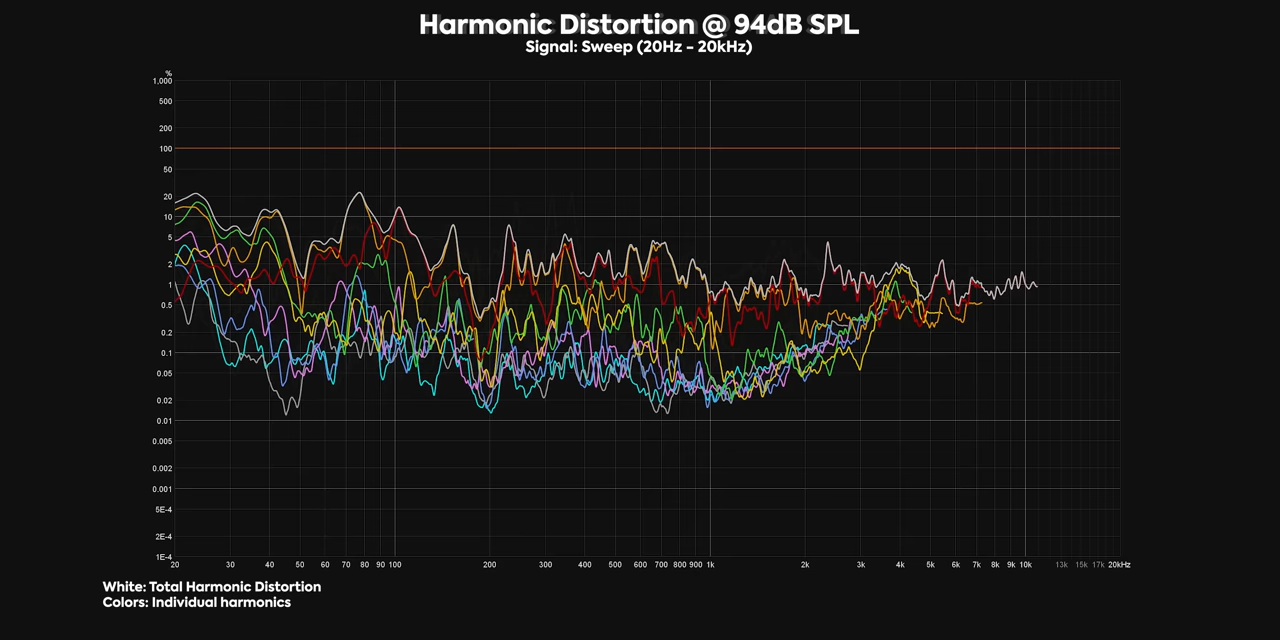 Harmonic Distortion @ 94dB SPL
Signal: Sweep (20Hz - 20kHz)
%
1,000
500
200
100
50
20
10
5
2
1
0.5
0.2
0.1
0.05
0.02
0.01
0.005
0.002
0.001
5E-4
2E-4
1E-4
20 30 40 50 60 70 80 90 100 200 300 400 500 600 700 800 900 1k 2k 3k 4k 5k 6k 7k 8k 9k 10k 13k 15k 17k 20kHz
White: Total Harmonic Distortion
Colors: Individual harmonics